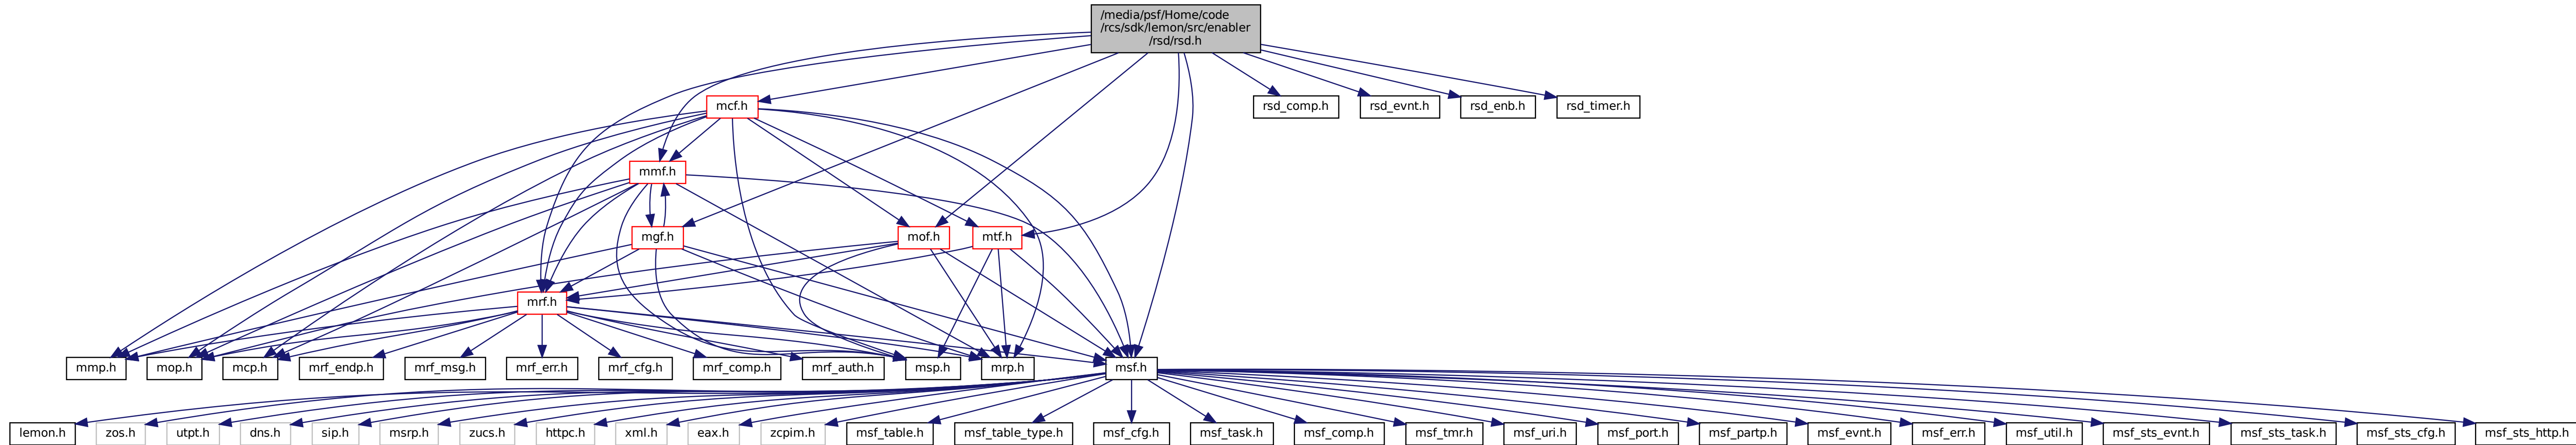 /media/psf/Home/code
/rcs/sdk/lemon/src/enabler
/rsd/rsd.h
mcf.h
rsd_comp.h
rsd_evnt.h
rsd_enb.h
rsd_timer.h
mmf.h
mgf.h
mof.h
mtf.h
mrf.h
mmp.h
mop.h
mcp.h
mrf_endp.h
mrf_msg.h
mrf_err.h
mrf_cfg.h
mrf_comp.h
mrf_auth.h
msp.h
mrp.h
msf.h
lemon.h
zos.h
utpt.h
dns.h
sip.h
msrp.h
zucs.h
httpc.h
xml.h
eax.h
zcpim.h
msf_table.h
msf_table_type.h
msf_cfg.h
msf_task.h
msf_comp.h
msf_tmr.h
msf_uri.h
msf_port.h
msf_partp.h
msf_evnt.h
msf_err.h
msf_util.h
msf_sts_evnt.h
msf_sts_task.h
msf_sts_cfg.h
msf_sts_http.h